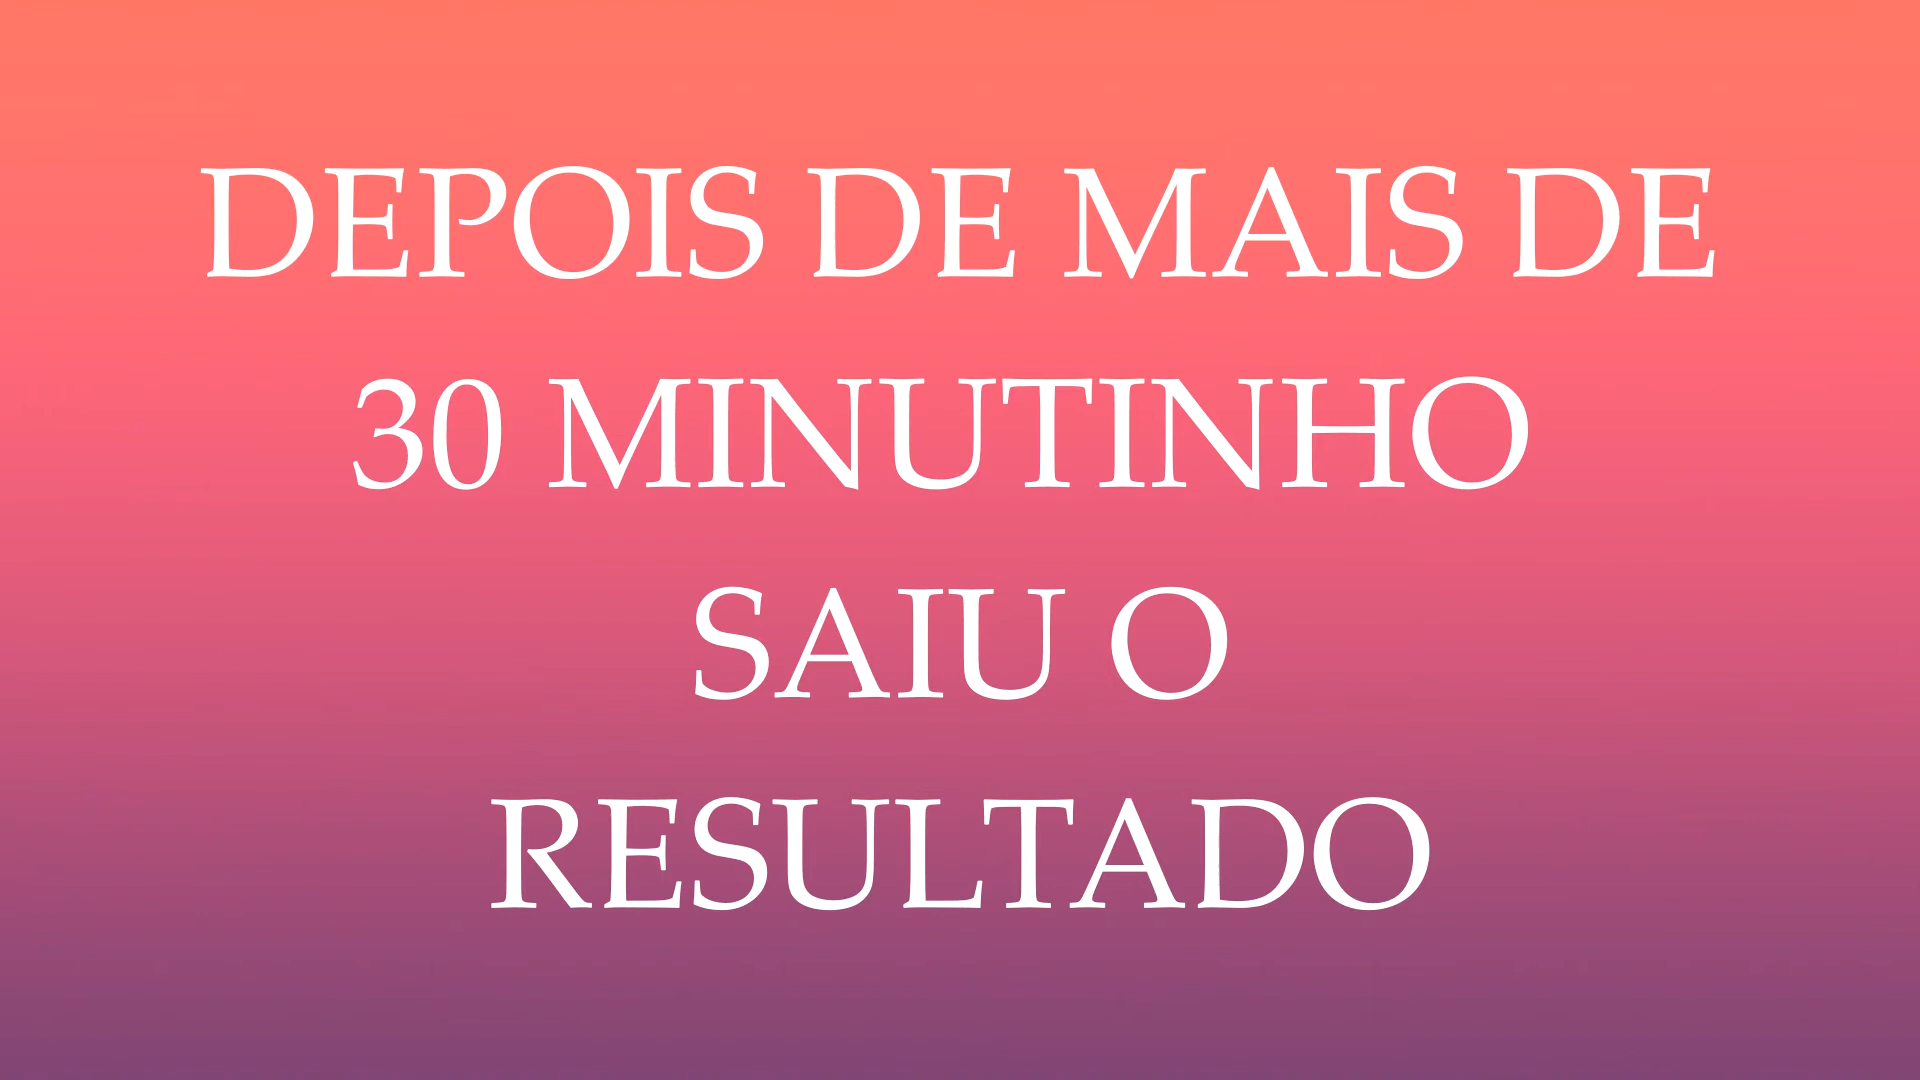 DEPOIS DE MAIS DE
30 MINUTINHO
SAIU O
RESULTADO